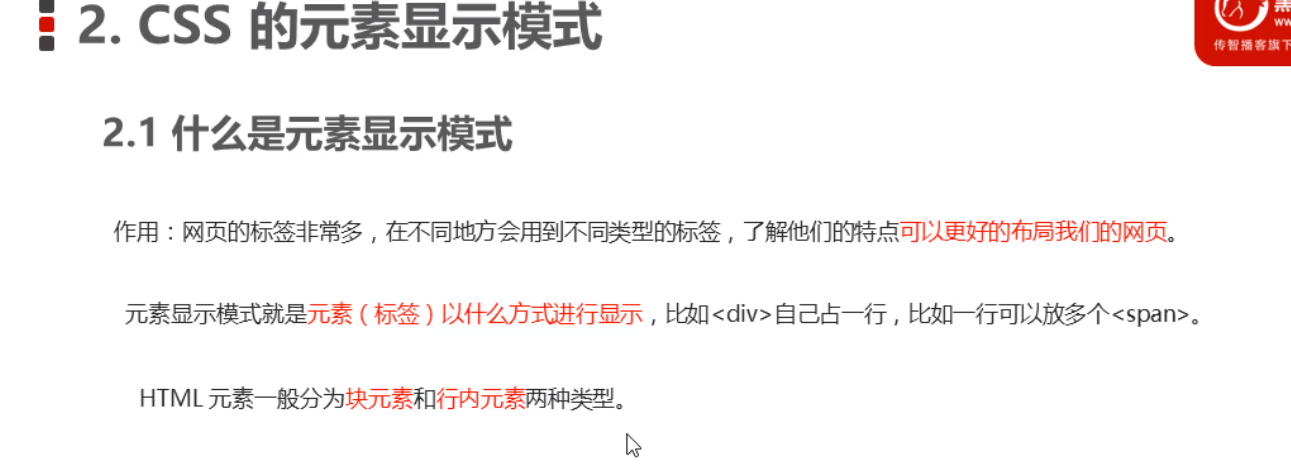 2. CSS 的元素显示模式
传智播客旗下
2.1 什么是元素显示模式
作用：网页的标签非常多，在不同地方会用到不同类型的标签，了解他们的特点可以更好的布局我们的网页。
元素显示模式就是元素（标签）以什么方式进行显示，比如<div>自己占一行，比如一行可以放多个<span>。
HTML 元素一般分为块元素和行内元素两种类型。